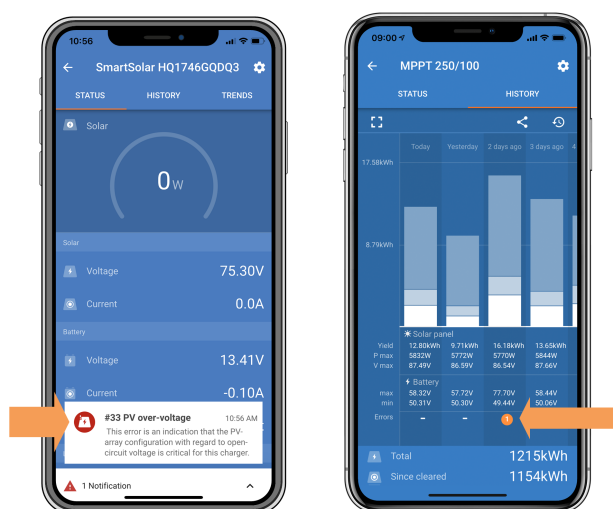 10:56
SmartSolar HQ1746GQDQ3
STATUS HISTORY TRENDS
Solar
0W
Solar
Voltage 75.30V
Current 0.0A
Battery
Voltage 13.41V
Current -0.10A
#33 PV over-voltage 10:56 AM
This error is an indication that the PV-
array configuration with regard to open-
circuit voltage is critical for this charger.
1 Notification
09:00
MPPT 250/100
STATUS HISTORY
Today Yesterday 2 days ago 3 days ago 4
17.58kWh
8.79kWh
Solar panel
Yield 12.80kWh 9.71kWh 16.18kWh 13.65kWh
P max 5832W 5772W 5770W 5844W
V max 87.49V 86.59V 86.54V 87.66V
Battery
max 58.32V 57.72V 77.70V 58.44V
min 50.31V 50.30V 49.44V 50.06V
Errors – – 1
Total 1215kWh
Since cleared 1154kWh